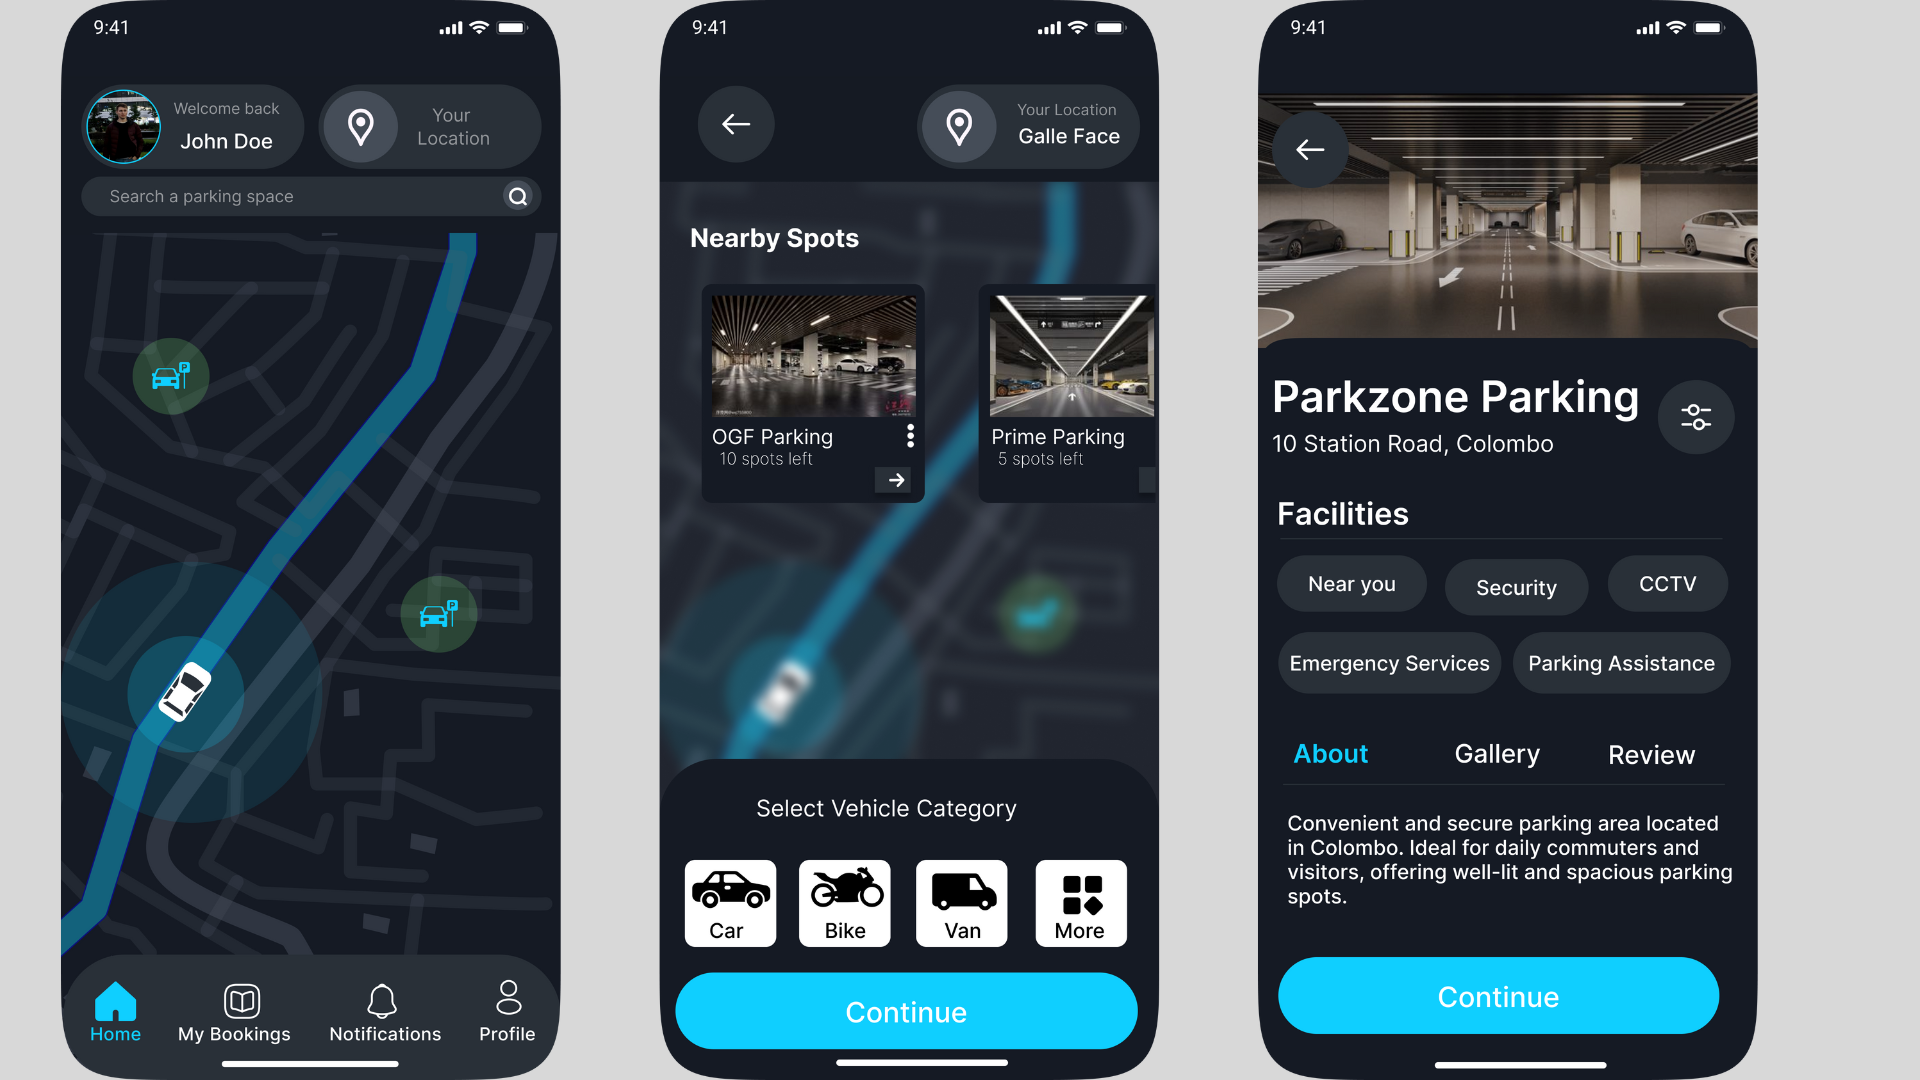 9:41
Welcome back
John Doe
Your
Location
Search a parking space
P
P
Home
My Bookings
Notifications
Profile
9:41
Your Location
Galle Face
Nearby Spots
OGF Parking
10 spots left
Prime Parking
5 spots left
Select Vehicle Category
Car
Bike
Van
More
Continue
9:41
Parkzone Parking
10 Station Road, Colombo
Facilities
Near you
Security
CCTV
Emergency Services
Parking Assistance
About
Gallery
Review
Convenient and secure parking area located
in Colombo. Ideal for daily commuters and
visitors, offering well-lit and spacious parking
spots.
Continue